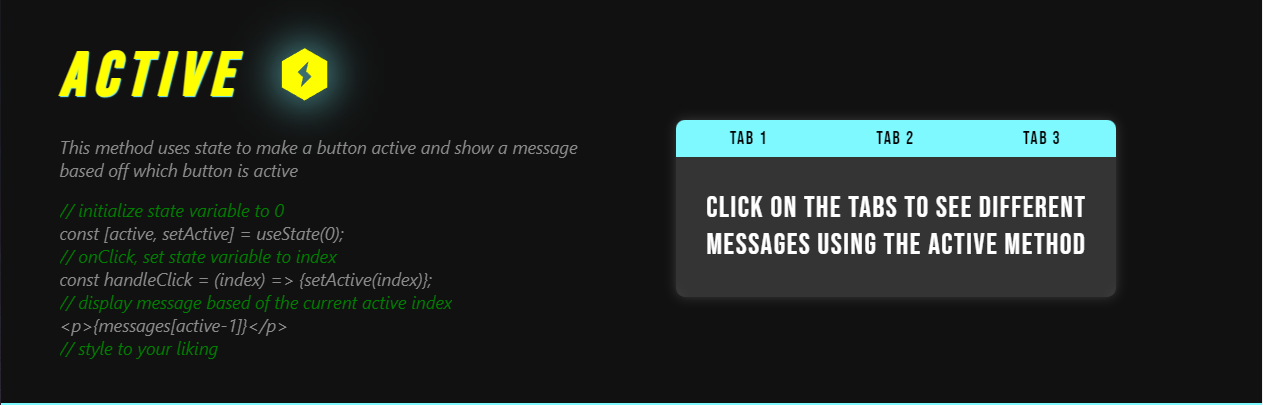 ACTIVE
This method uses state to make a button active and show a message
based off which button is active
// initialize state variable to 0
const [active, setActive] = useState(0);
// onClick, set state variable to index
const handleClick = (index) => {setActive(index)};
// display message based of the current active index
<p>{messages[active-1]}</p>
// style to your liking
TAB 1 TAB 2 TAB 3
CLICK ON THE TABS TO SEE DIFFERENT
MESSAGES USING THE ACTIVE METHOD